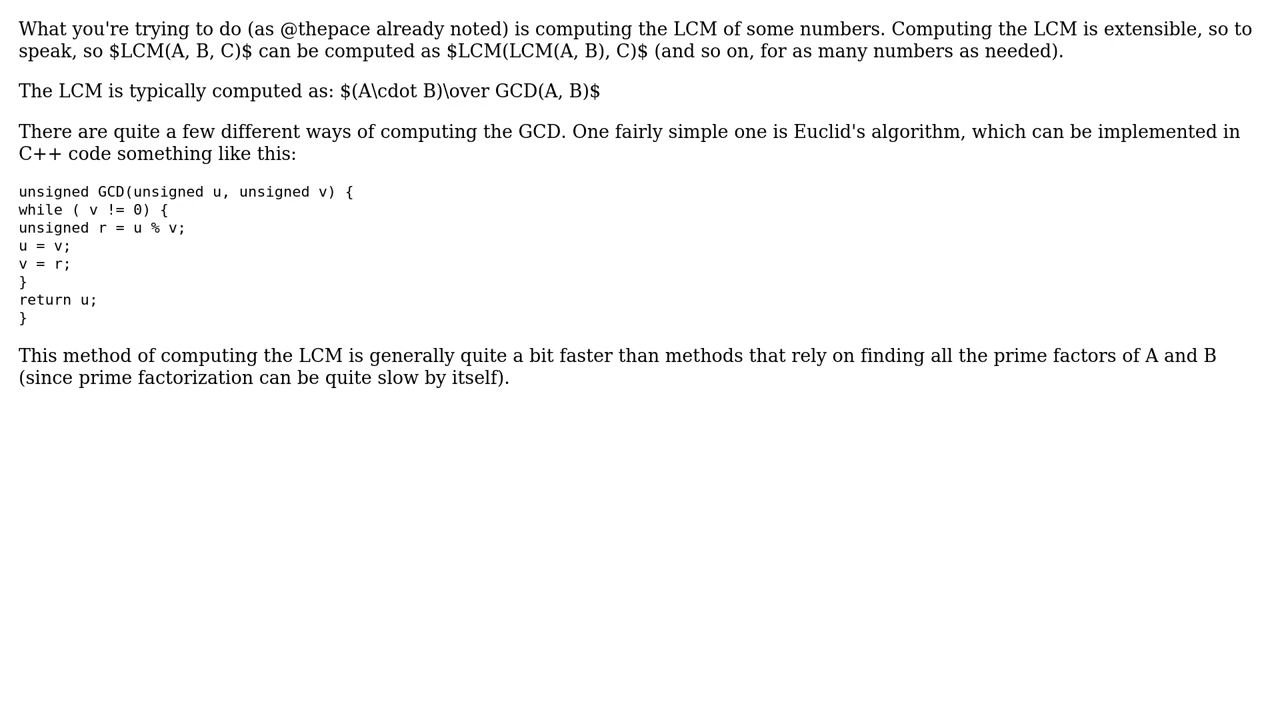 What you're trying to do (as @thepace already noted) is computing the LCM of some numbers. Computing the LCM is extensible, so to
speak, so $LCM(A, B, C)$ can be computed as $LCM(LCM(A, B), C)$ (and so on, for as many numbers as needed).
The LCM is typically computed as: $(A\cdot B)\over GCD(A, B)$
There are quite a few different ways of computing the GCD. One fairly simple one is Euclid's algorithm, which can be implemented in
C++ code something like this:
unsigned GCD(unsigned u, unsigned v) {
while ( v != 0) {
unsigned r = u % v;
u = v;
v = r;
}
return u;
}
This method of computing the LCM is generally quite a bit faster than methods that rely on finding all the prime factors of A and B
(since prime factorization can be quite slow by itself).